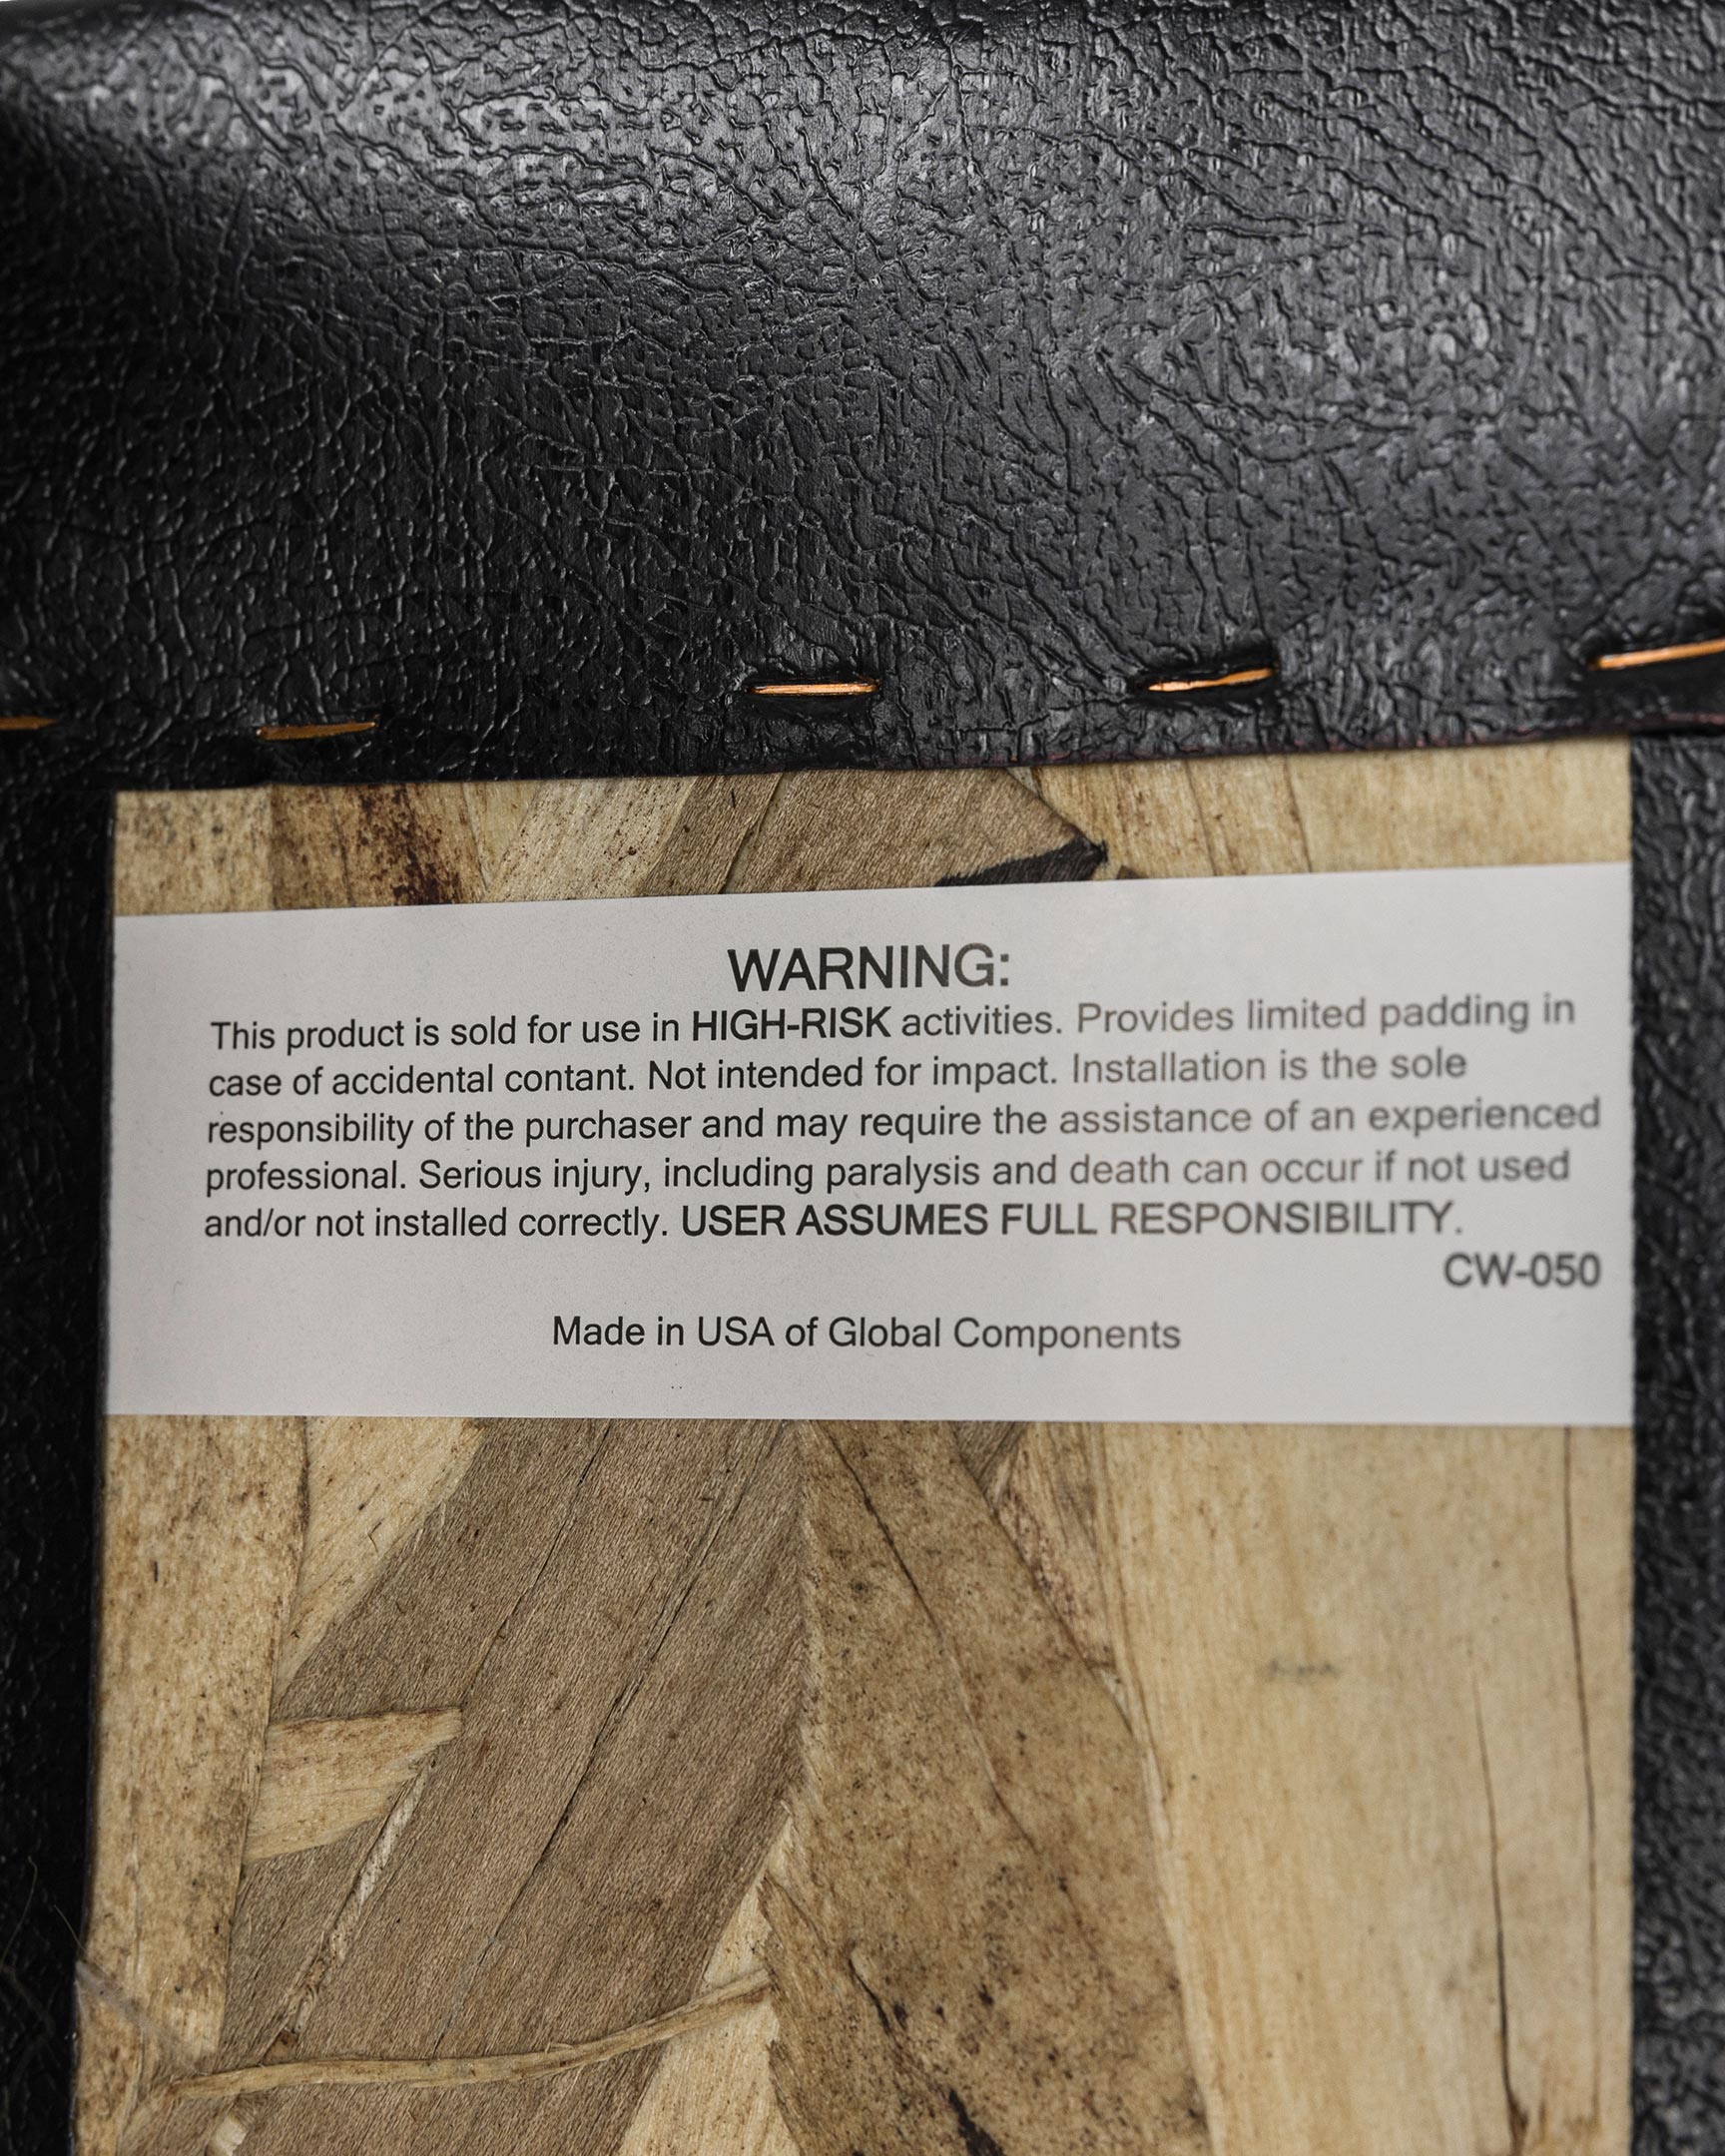 WARNING:
This product is sold for use in HIGH-RISK activities. Provides limited padding in
case of accidental contant. Not intended for impact. Installation is the sole
responsibility of the purchaser and may require the assistance of an experienced
professional. Serious injury, including paralysis and death can occur if not used
and/or not installed correctly. USER ASSUMES FULL RESPONSIBILITY.
CW-050
Made in USA of Global Components